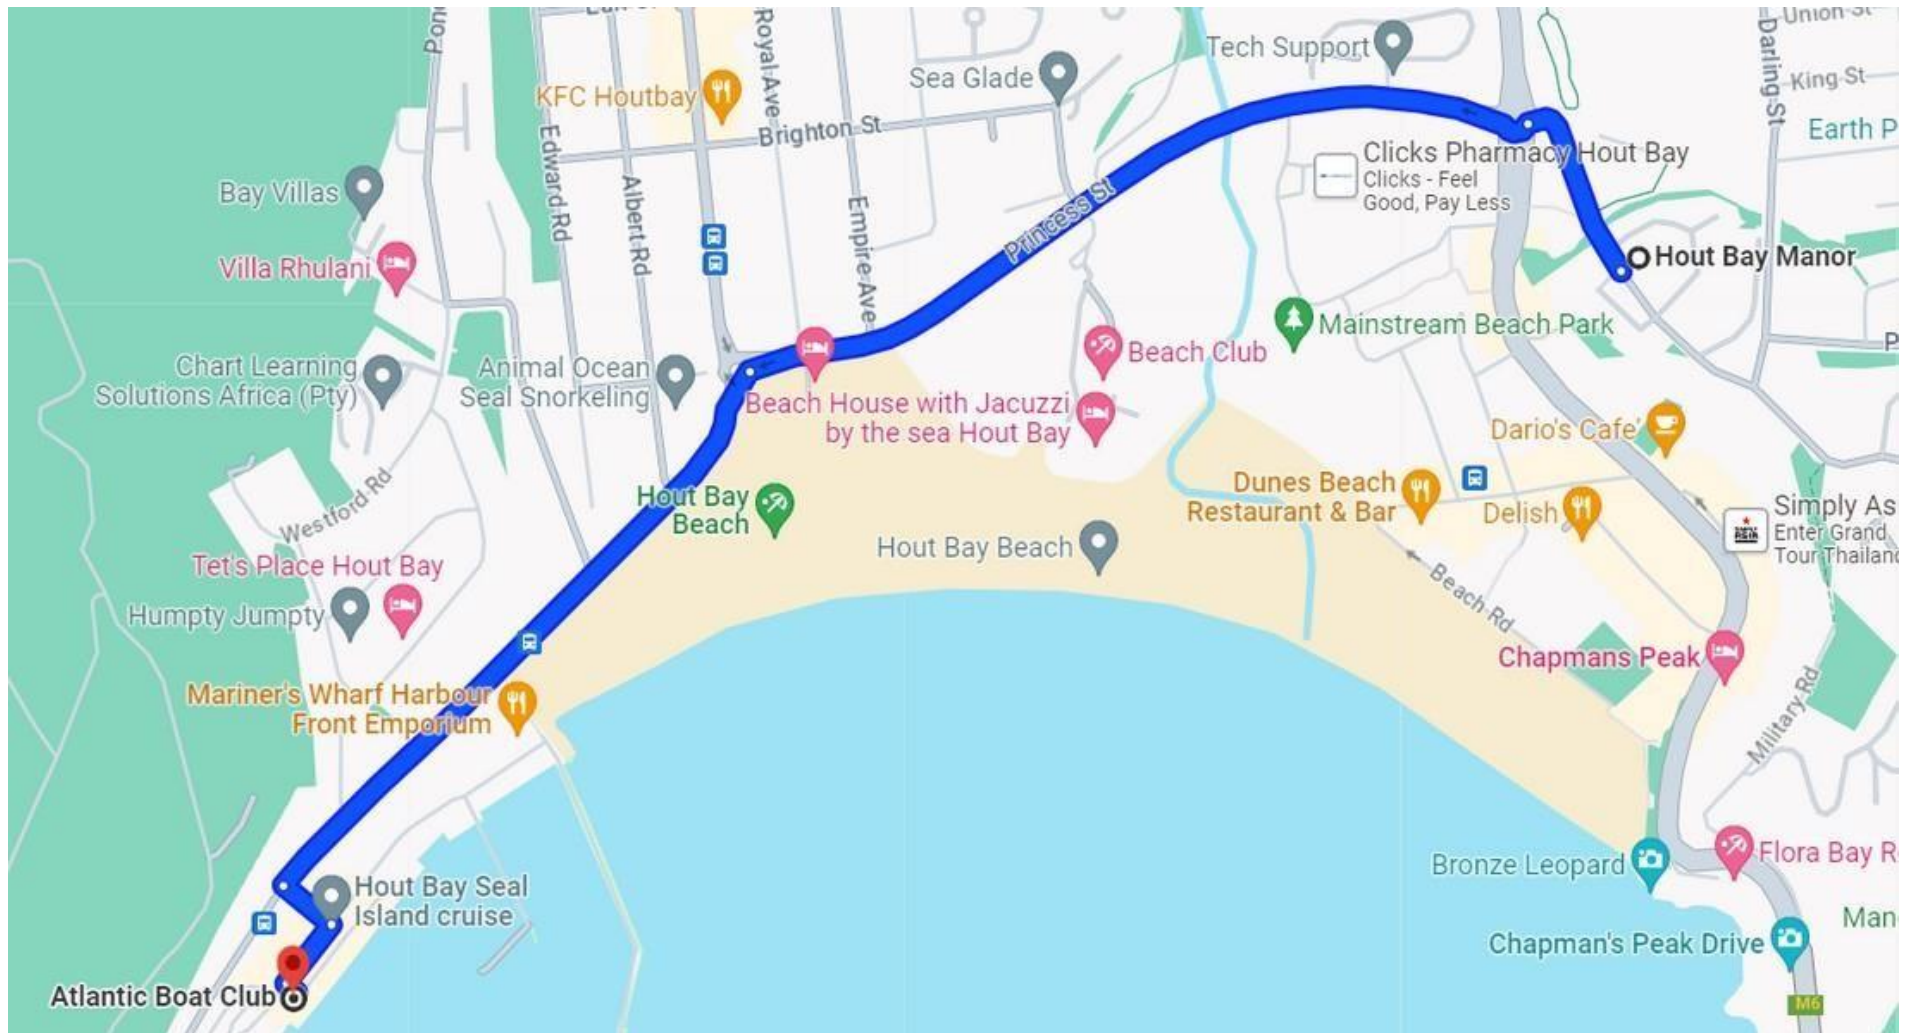 Earl St
Royal Ave
Union St
Darling St
Tech Support
Sea Glade
King St
KFC Houtbay
Brighton St
Earth P
Edward Rd
Clicks Pharmacy Hout Bay
Clicks - Feel
Good, Pay Less
Albert Rd
Bay Villas
Empire Ave
Princess St
Villa Rhulani
Hout Bay Manor
Mainstream Beach Park
Beach Club
Chart Learning
Solutions Africa (Pty)
Animal Ocean
Seal Snorkeling
Beach House with Jacuzzi
by the sea Hout Bay
Dario's Cafe'
Westford Rd
Hout Bay
Beach
Dunes Beach
Restaurant & Bar
Delish
Simply As
Enter Grand
Tour Thailand
Hout Bay Beach
Tet's Place Hout Bay
Humpty Jumpty
Beach Rd
Chapmans Peak
Mariner's Wharf Harbour
Front Emporium
Military Rd
Hout Bay Seal
Island cruise
Bronze Leopard
Flora Bay R
Man
Chapman's Peak Drive
Atlantic Boat Club
M6